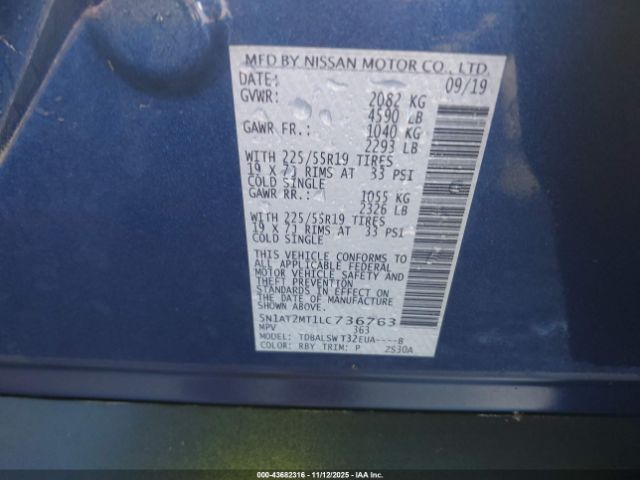 MFD BY NISSAN MOTOR CO., LTD.
DATE: 09/19
GVWR: 2082 KG
4590 LB
GAWR FR.: 1040 KG
2293 LB
WITH 225/55R19 TIRES
19 X 7J RIMS AT 33 PSI
COLD SINGLE
GAWR RR.: 1055 KG
2326 LB
WITH 225/55R19 TIRES
19 X 7J RIMS AT 33 PSI
COLD SINGLE
THIS VEHICLE CONFORMS TO
ALL APPLICABLE FEDERAL
MOTOR VEHICLE SAFETY AND
THEFT PREVENTION
STANDARDS IN EFFECT ON
THE DATE OF MANUFACTURE
SHOWN ABOVE.
5N1AT2MT1LC736763
MPV 363
MODEL: TDBALSWT32EUA----B
COLOR: RBY TRIM: P 2S30A
000-43682316 - 11/12/2025 - IAA Inc.